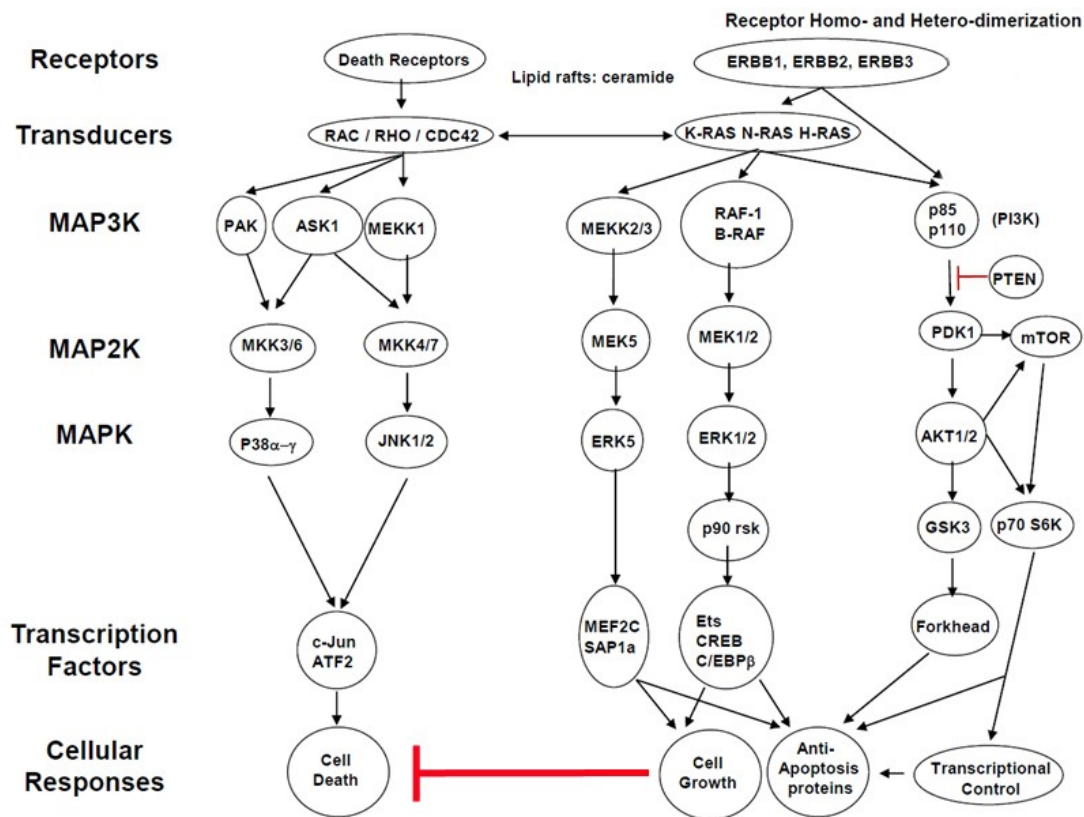 Receptor Homo- and Hetero-dimerization
Receptors
Death Receptors
Lipid rafts: ceramide
ERBB1, ERBB2, ERBB3
Transducers
RAC / RHO / CDC42
K-RAS N-RAS H-RAS
MAP3K
PAK
ASK1
MEKK1
MEKK2/3
RAF-1
B-RAF
p85
p110
(PI3K)
PTEN
MAP2K
MKK3/6
MKK4/7
MEK5
MEK1/2
PDK1
mTOR
MAPK
P38α–γ
JNK1/2
ERK5
ERK1/2
AKT1/2
p90 rsk
GSK3
p70 S6K
Transcription
Factors
c-Jun
ATF2
MEF2C
SAP1a
Ets
CREB
C/EBPβ
Forkhead
Cellular
Responses
Cell
Death
Cell
Growth
Anti-
Apoptosis
proteins
Transcriptional
Control